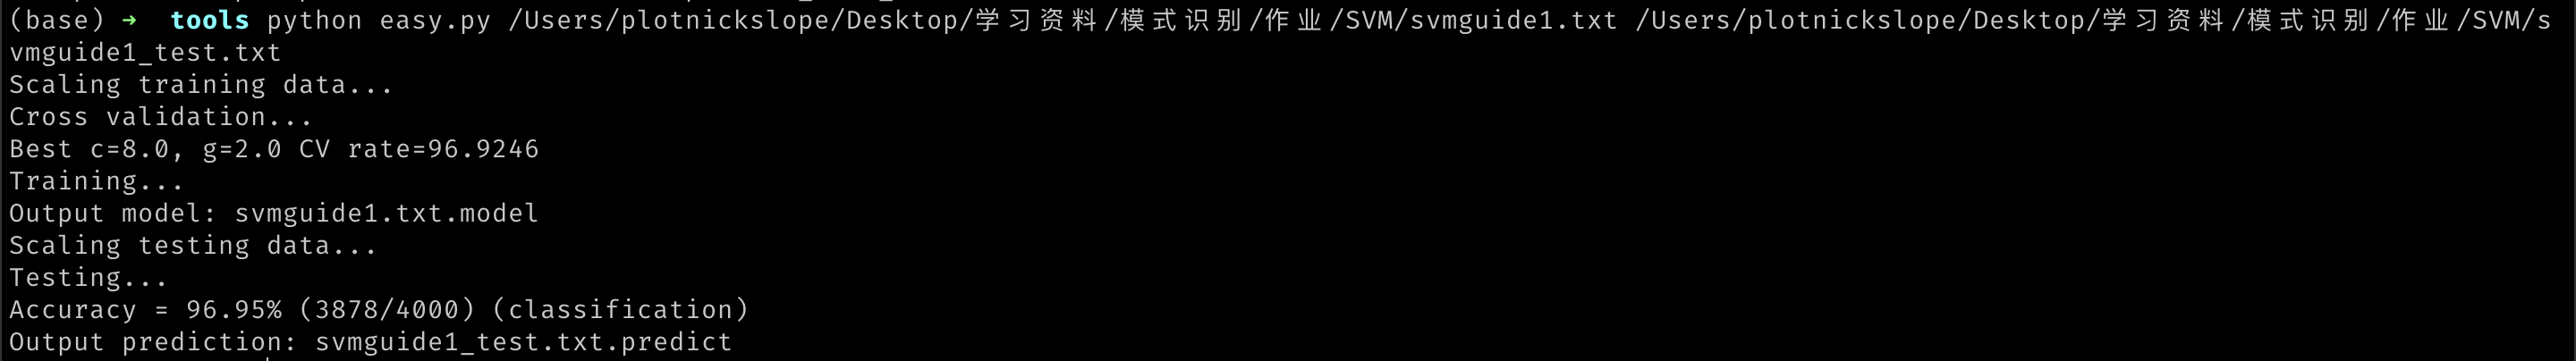 (base) → tools python easy.py /Users/plotnickslope/Desktop/学习资料/模式识别/作业/SVM/svmguide1.txt /Users/plotnickslope/Desktop/学习资料/模式识别/作业/SVM/s
vmguide1_test.txt
Scaling training data...
Cross validation...
Best c=8.0, g=2.0 CV rate=96.9246
Training...
Output model: svmguide1.txt.model
Scaling testing data...
Testing...
Accuracy = 96.95% (3878/4000) (classification)
Output prediction: svmguide1_test.txt.predict